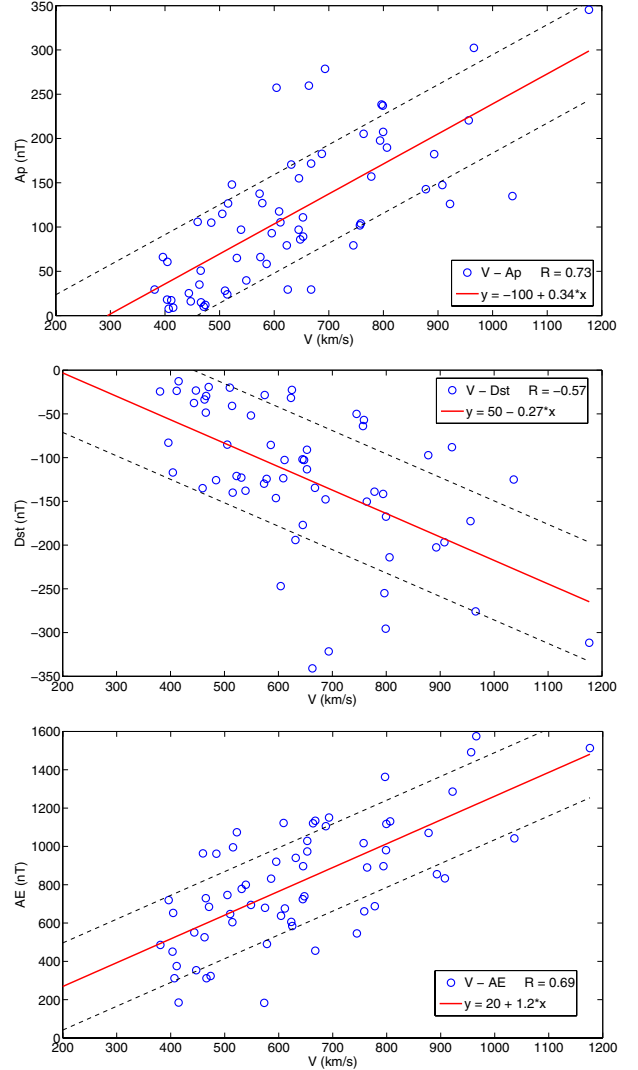 350
300
250
200
150
100
50
0
Ap (nT)
V − Ap R = 0.73
y = −100 + 0.34*x
200 300 400 500 600 700 800 900 1000 1100 1200
V (km/s)
0
−50
−100
−150
−200
−250
−300
−350
Dst (nT)
V − Dst R = −0.57
y = 50 − 0.27*x
200 300 400 500 600 700 800 900 1000 1100 1200
V (km/s)
1600
1400
1200
1000
800
600
400
200
0
AE (nT)
V − AE R = 0.69
y = 20 + 1.2*x
200 300 400 500 600 700 800 900 1000 1100 1200
V (km/s)